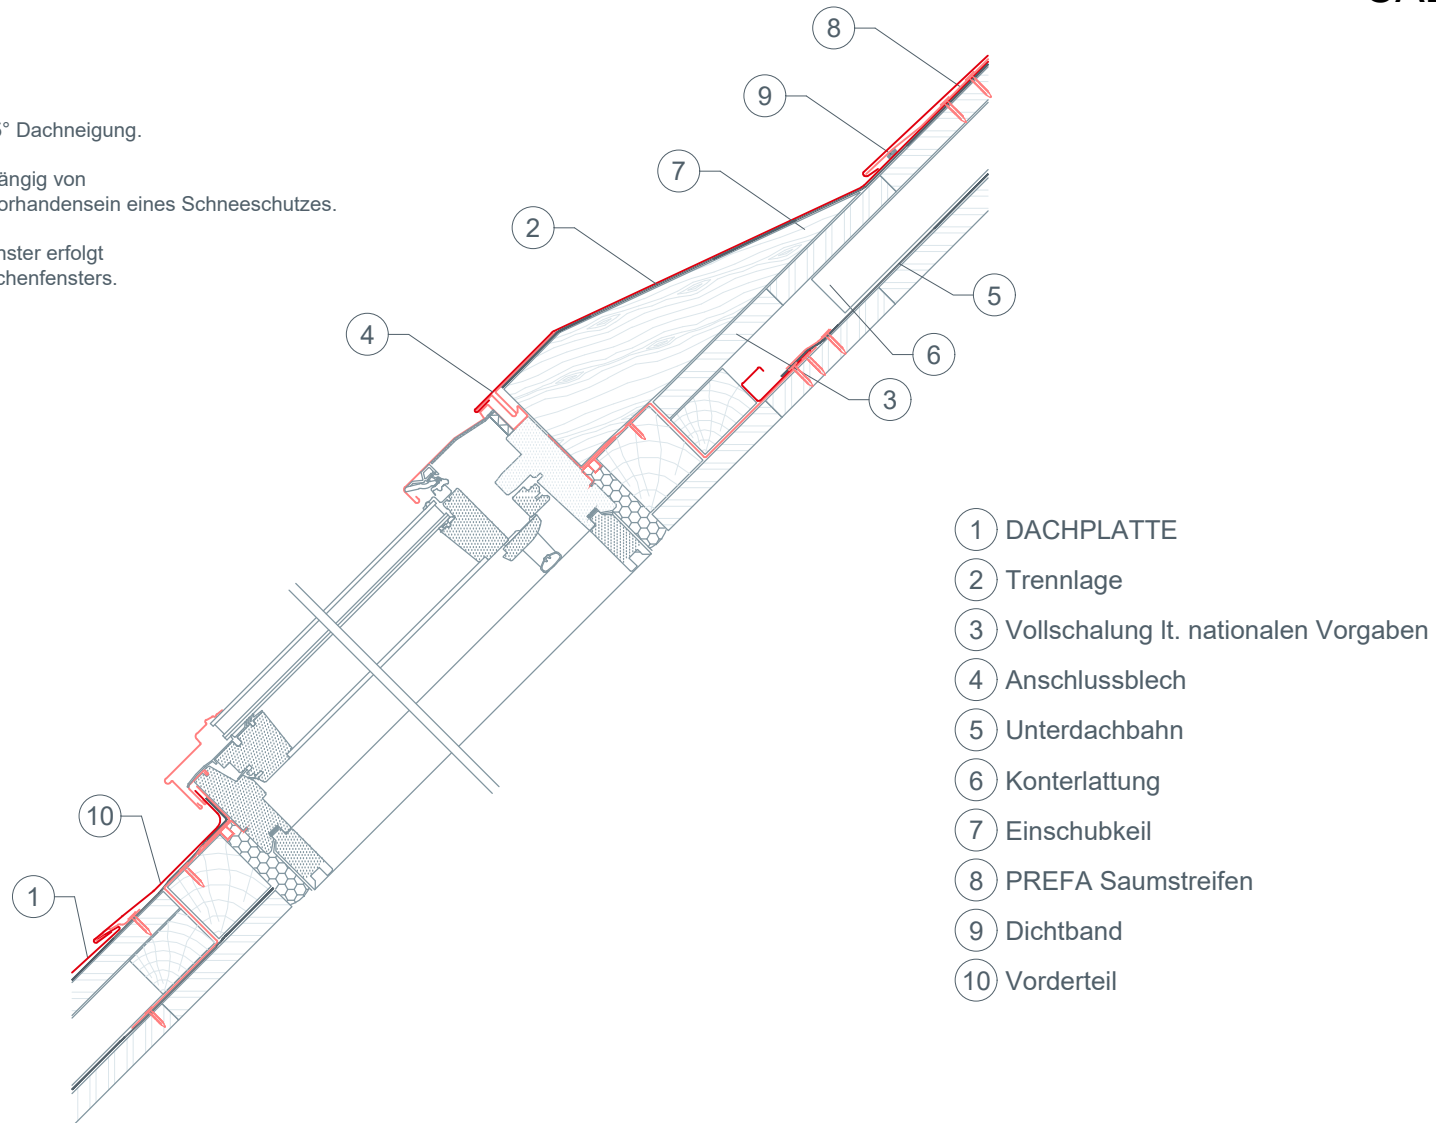 ° Dachneigung.
ängig von
orhandensein eines Schneeschutzes.
nster erfolgt
chenfensters.
8
9
7
2
4
5
6
3
10
1
1 DACHPLATTE
2 Trennlage
3 Vollschalung lt. nationalen Vorgaben
4 Anschlussblech
5 Unterdachbahn
6 Konterlattung
7 Einschubkeil
8 PREFA Saumstreifen
9 Dichtband
10 Vorderteil